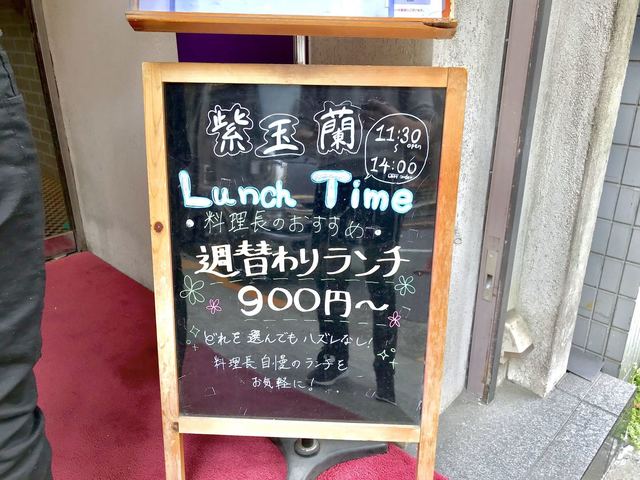 紫玉蘭
11:30 open
~
14:00
Last order
Lunch Time
・料理長のおすすめ・
週替わりランチ
900円～
どれを選んでもハズレなし!
料理長自慢のランチを
お気軽に!